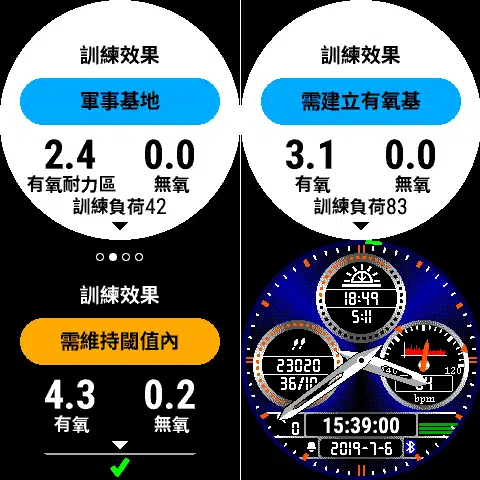 訓練效果
軍事基地
2.4 0.0
有氧耐力區 無氧
訓練負荷42
訓練效果
需建立有氧基
3.1 0.0
有氧 無氧
訓練負荷83
訓練效果
需維持閾值內
4.3 0.2
有氧 無氧
18:49
5:11
23020
36/10
120
bpm
0 15:39:00
2019-7-6